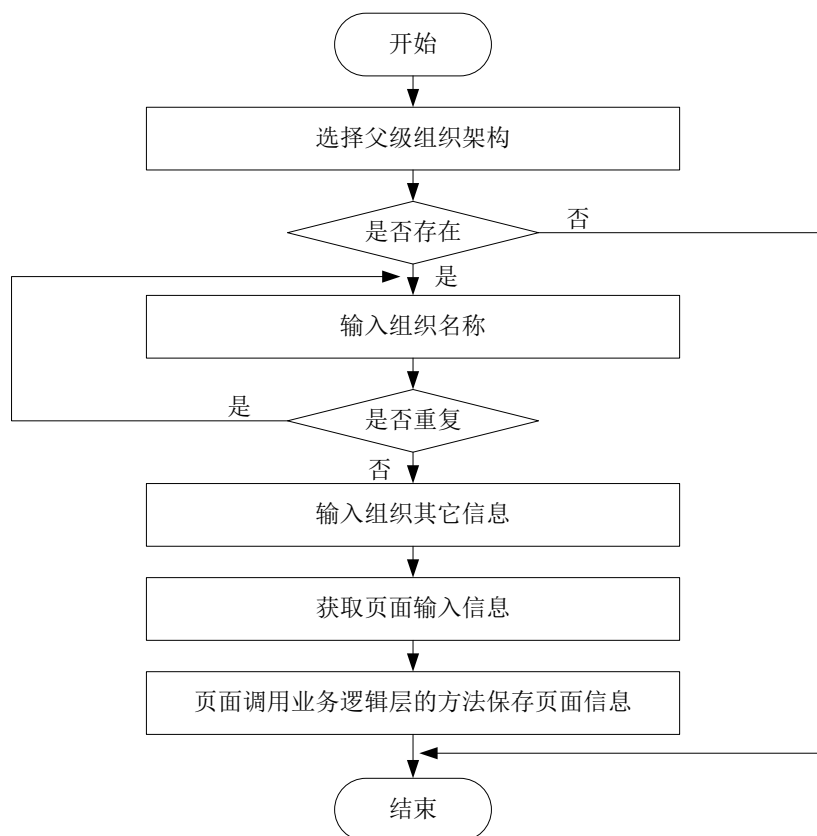 开始
选择父级组织架构
是否存在
否
是
输入组织名称
是
是否重复
否
输入组织其它信息
获取页面输入信息
页面调用业务逻辑层的方法保存页面信息
结束